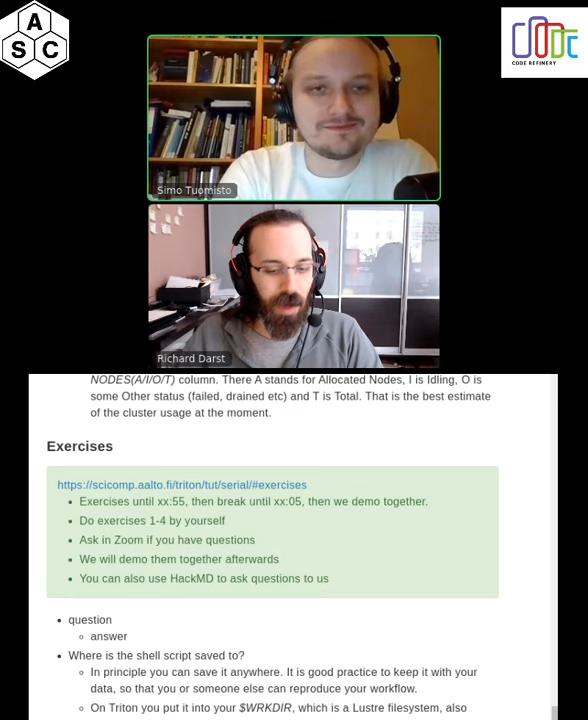 A
S C
CODE REFINERY
Simo Tuomisto
Richard Darst
NODES(A/I/O/T) column. There A stands for Allocated Nodes, I is Idling, O is
some Other status (failed, drained etc) and T is Total. That is the best estimate
of the cluster usage at the moment.
Exercises
https://scicomp.aalto.fi/triton/tut/serial/#exercises
• Exercises until xx:55, then break until xx:05, then we demo together.
• Do exercises 1-4 by yourself
• Ask in Zoom if you have questions
• We will demo them together afterwards
• You can also use HackMD to ask questions to us
• question
◦ answer
• Where is the shell script saved to?
◦ In principle you can save it anywhere. It is good practice to keep it with your
data, so that you or someone else can reproduce your workflow.
◦ On Triton you put it into your $WRKDIR, which is a Lustre filesystem, also